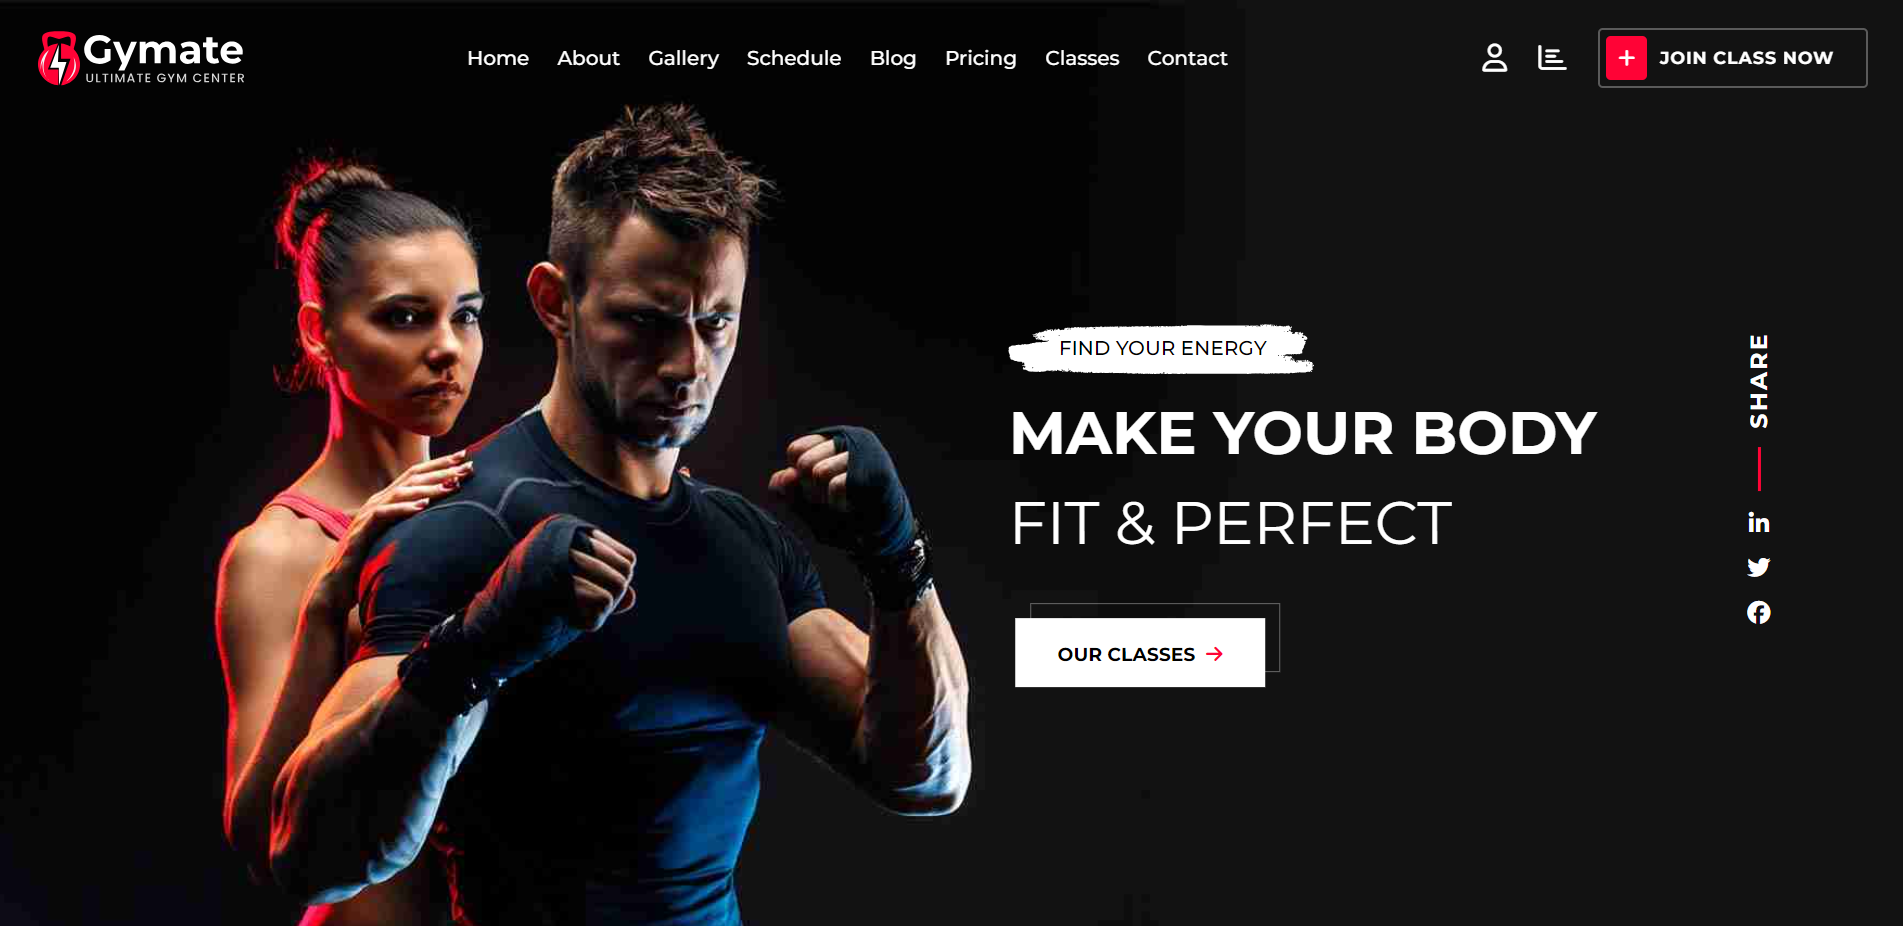 Gymate
ULTIMATE GYM CENTER
Home About Gallery Schedule Blog Pricing Classes Contact
+ JOIN CLASS NOW
FIND YOUR ENERGY
MAKE YOUR BODY
FIT & PERFECT
OUR CLASSES →
SHARE
in